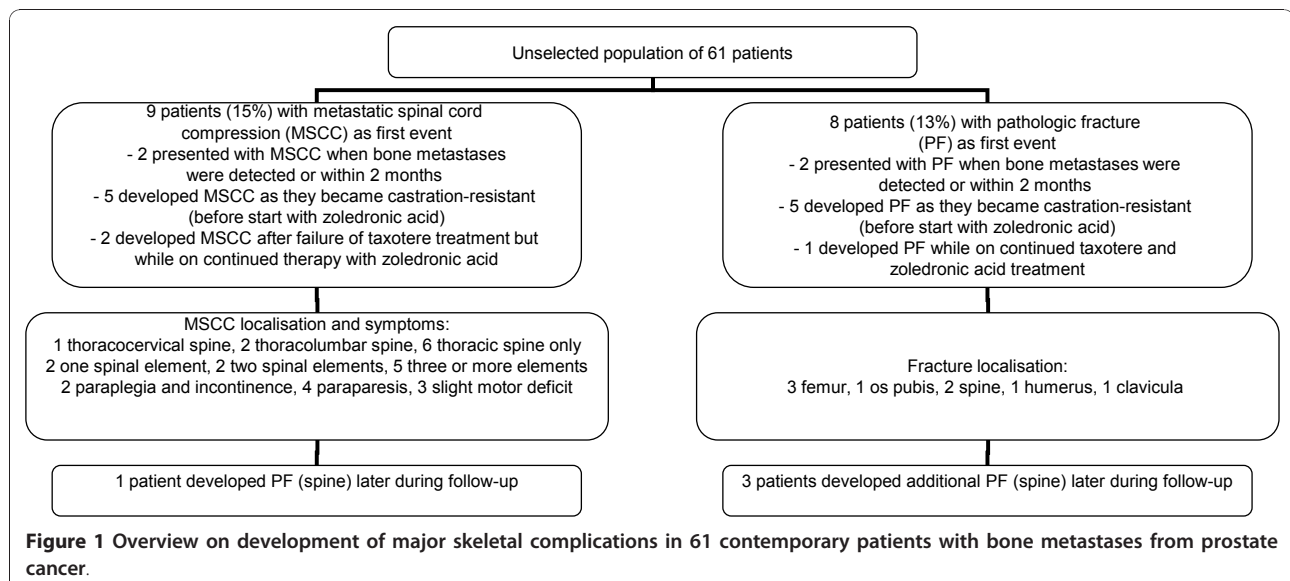 Unselected population of 61 patients
9 patients (15%) with metastatic spinal cord
compression (MSCC) as first event
- 2 presented with MSCC when bone metastases
were detected or within 2 months
- 5 developed MSCC as they became castration-resistant
(before start with zoledronic acid)
- 2 developed MSCC after failure of taxotere treatment but
while on continued therapy with zoledronic acid
8 patients (13%) with pathologic fracture
(PF) as first event
- 2 presented with PF when bone metastases were
detected or within 2 months
- 5 developed PF as they became castration-resistant
(before start with zoledronic acid)
- 1 developed PF while on continued taxotere and
zoledronic acid treatment
MSCC localisation and symptoms:
1 thoracocervical spine, 2 thoracolumbar spine, 6 thoracic spine only
2 one spinal element, 2 two spinal elements, 5 three or more elements
2 paraplegia and incontinence, 4 paraparesis, 3 slight motor deficit
Fracture localisation:
3 femur, 1 os pubis, 2 spine, 1 humerus, 1 clavicula
1 patient developed PF (spine) later during follow-up
3 patients developed additional PF (spine) later during follow-up
Figure 1 Overview on development of major skeletal complications in 61 contemporary patients with bone metastases from prostate
cancer.